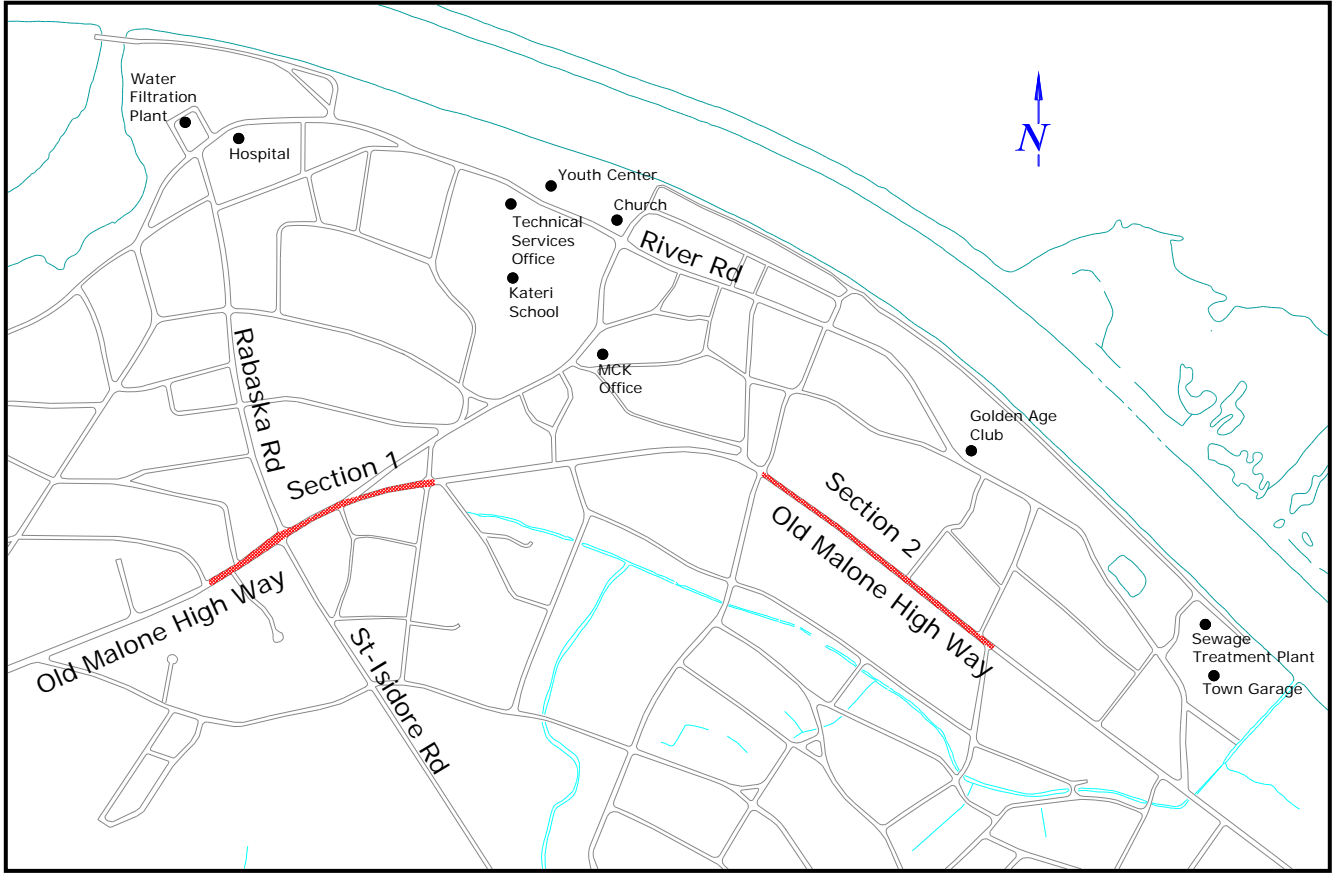 Water
Filtration
Plant
Hospital
N
Youth Center
Church
Technical
Services
Office
River Rd
Kateri
School
Rabaska Rd
MCK
Office
Golden Age
Club
Section 1
Section 2
Old Malone High Way
Old Malone High Way
St-Isidore Rd
Sewage
Treatment Plant
Town Garage